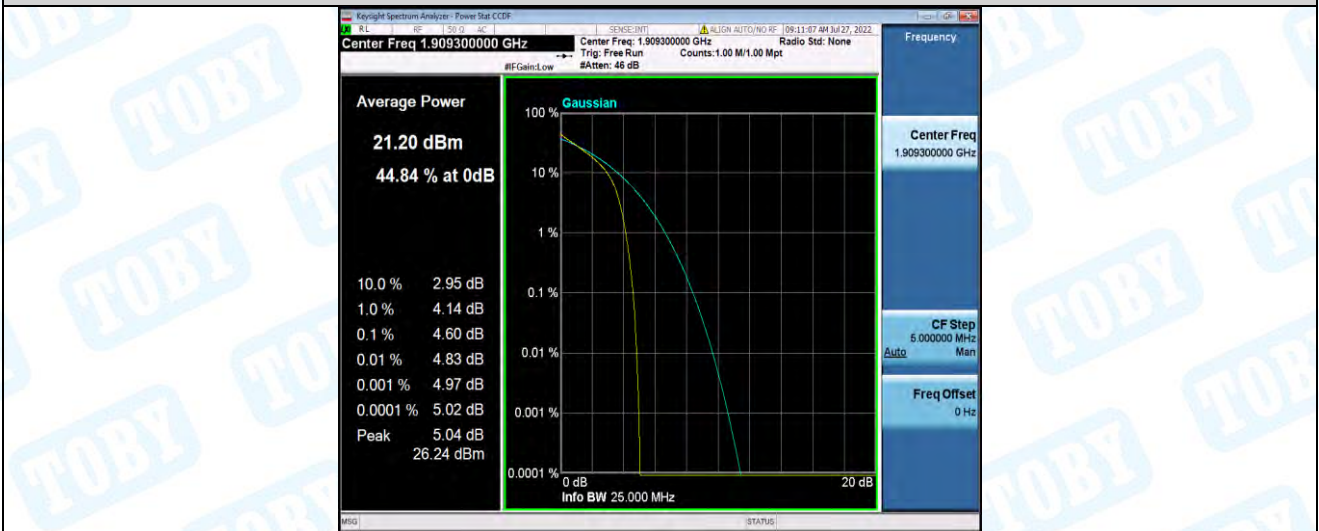 Keysight Spectrum Analyzer - Power Stat CCDF
RL RF 50 Ω AC SENSE:INT ALIGN AUTO/NO RF 09:11:07 AM Jul 27, 2022
Center Freq 1.909300000 GHz
Center Freq: 1.909300000 GHz Radio Std: None
Trig: Free Run Counts:1.00 M/1.00 Mpt
#IFGain:Low #Atten: 46 dB
Frequency
Average Power
21.20 dBm
44.84 % at 0dB
10.0 % 2.95 dB
1.0 % 4.14 dB
0.1 % 4.60 dB
0.01 % 4.83 dB
0.001 % 4.97 dB
0.0001 % 5.02 dB
Peak 5.04 dB
26.24 dBm
Gaussian
100 %
10 %
1 %
0.1 %
0.01 %
0.001 %
0.0001 %
0 dB 20 dB
Info BW 25.000 MHz
Center Freq
1.909300000 GHz
CF Step
5.000000 MHz
Auto Man
Freq Offset
0 Hz
MSG STATUS
TOBY
TOBY
TOBY
TOBY
TOBY
TOBY
TOBY